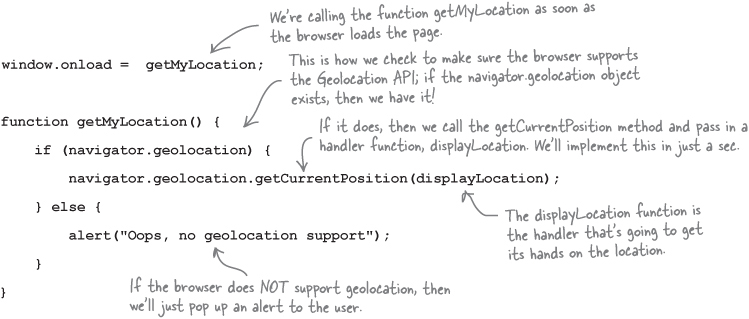 We're calling the function getMyLocation as soon as
the browser loads the page.
window.onload =  getMyLocation;
This is how we check to make sure the browser supports
the Geolocation API; if the navigator.geolocation object
exists, then we have it!
function getMyLocation() {
If it does, then we call the getCurrentPosition method and pass in a
handler function, displayLocation. We'll implement this in just a sec.
if (navigator.geolocation) {
navigator.geolocation.getCurrentPosition(displayLocation);
} else {
The displayLocation function is
the handler that's going to get
its hands on the location.
alert("Oops, no geolocation support");
}
If the browser does NOT support geolocation, then
we'll just pop up an alert to the user.
}